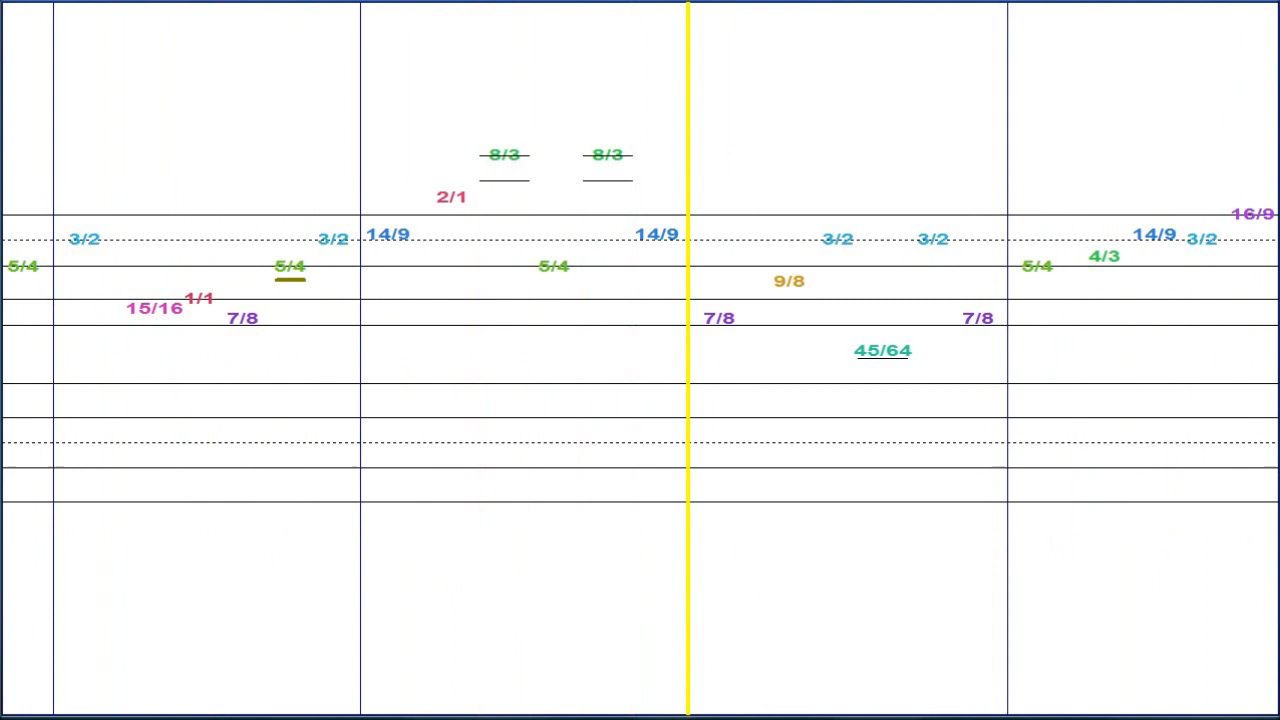 8/3 8/3
2/1
16/9
3/2 3/2 14/9 14/9 3/2 3/2 14/9 3/2
4/3
5/4 5/4 5/4 5/4
9/8
1/1
15/16
7/8 7/8 7/8
45/64